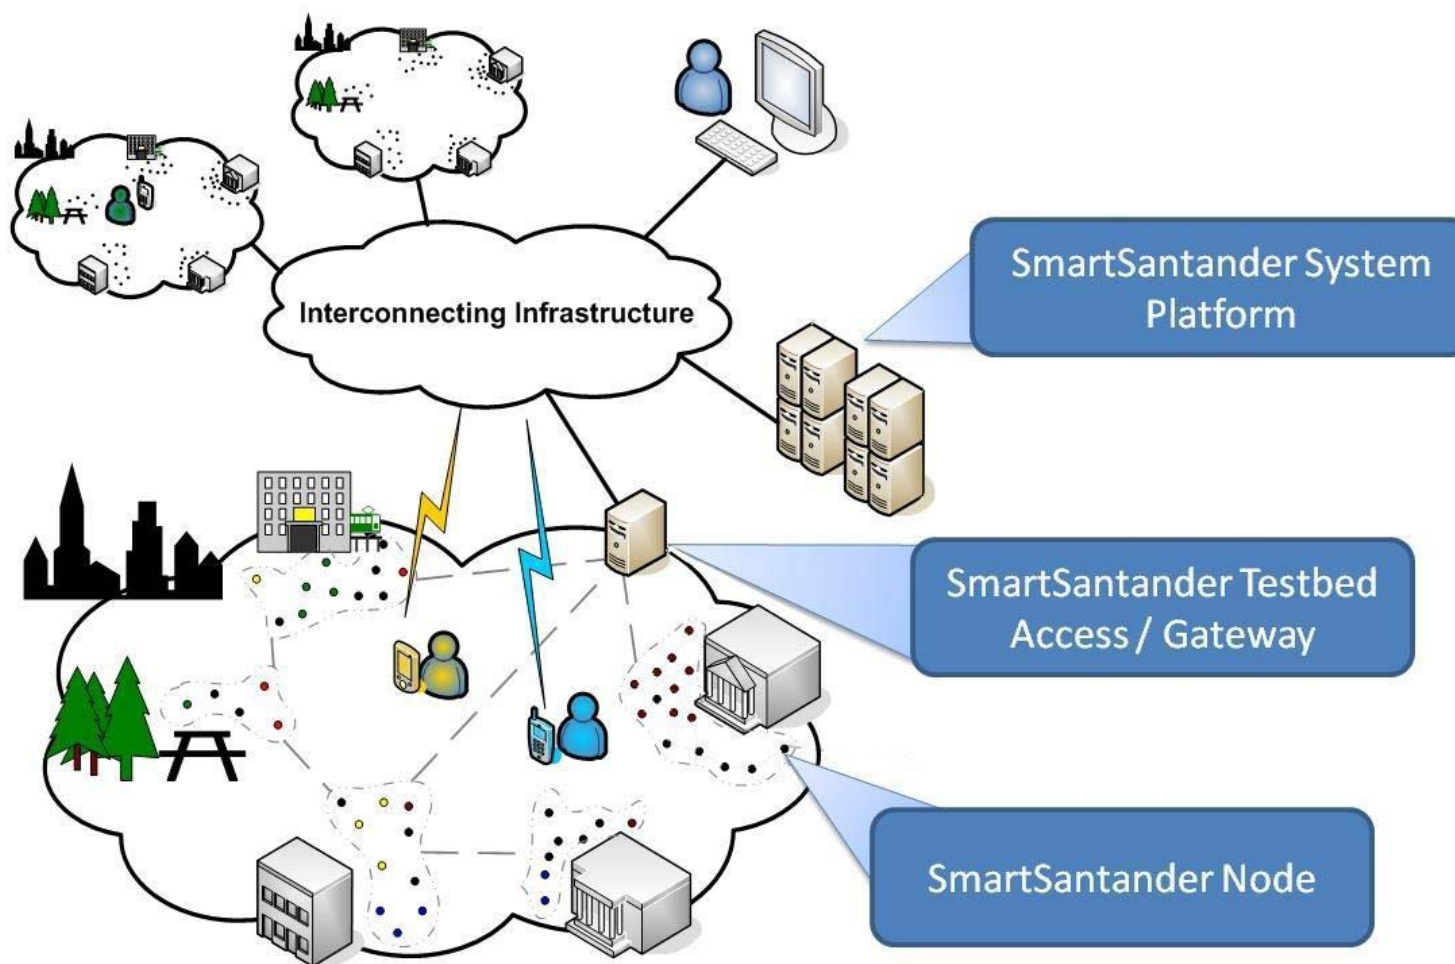 SmartSantander System
Platform
Interconnecting Infrastructure
SmartSantander Testbed
Access / Gateway
SmartSantander Node